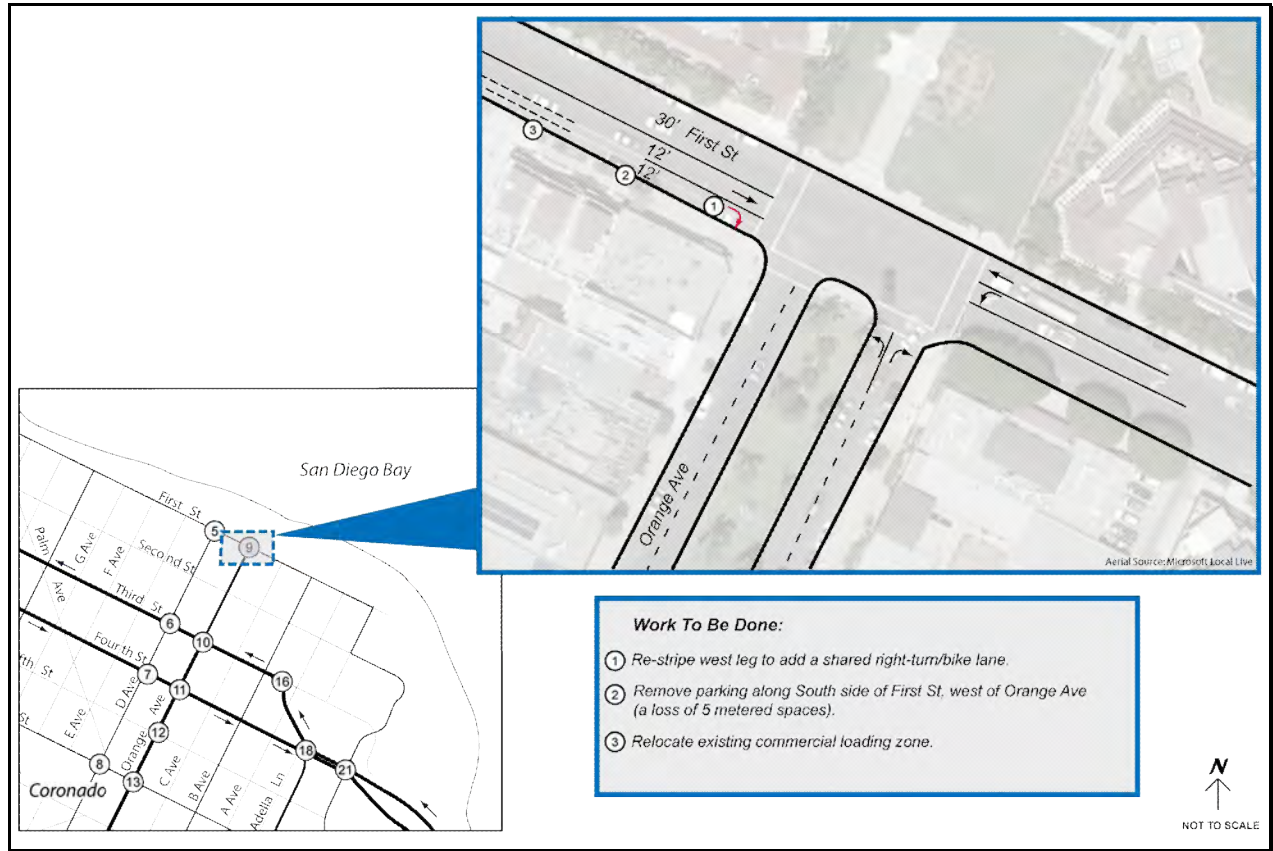 30' First St
12'
12'
3
2
1
Orange Ave
Aerial Source: Microsoft Local Live
San Diego Bay
First St
5
9
Palm
Ave
G Ave
F Ave
Second St
Third St
6
10
Fourth St
7
11
16
D Ave
Orange Ave
12
E Ave
C Ave
B Ave
A Ave
Adella Ln
18
21
8
13
St
Coronado
Work To Be Done:
1 Re-stripe west leg to add a shared right-turn/bike lane.
2 Remove parking along South side of First St, west of Orange Ave
(a loss of 5 metered spaces).
3 Relocate existing commercial loading zone.
N
NOT TO SCALE